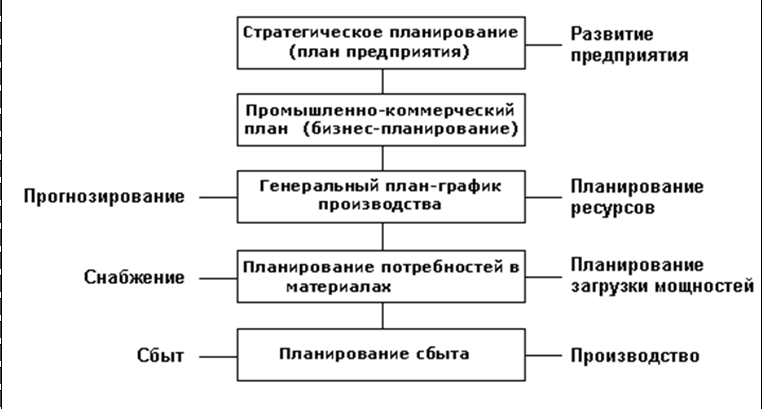 Стратегическое планирование
(план предприятия)
Развитие
предприятия
Промышленно-коммерческий
план (бизнес-планирование)
Прогнозирование
Генеральный план-график
производства
Планирование
ресурсов
Снабжение
Планирование потребностей в
материалах
Планирование
загрузки мощностей
Сбыт
Планирование сбыта
Производство